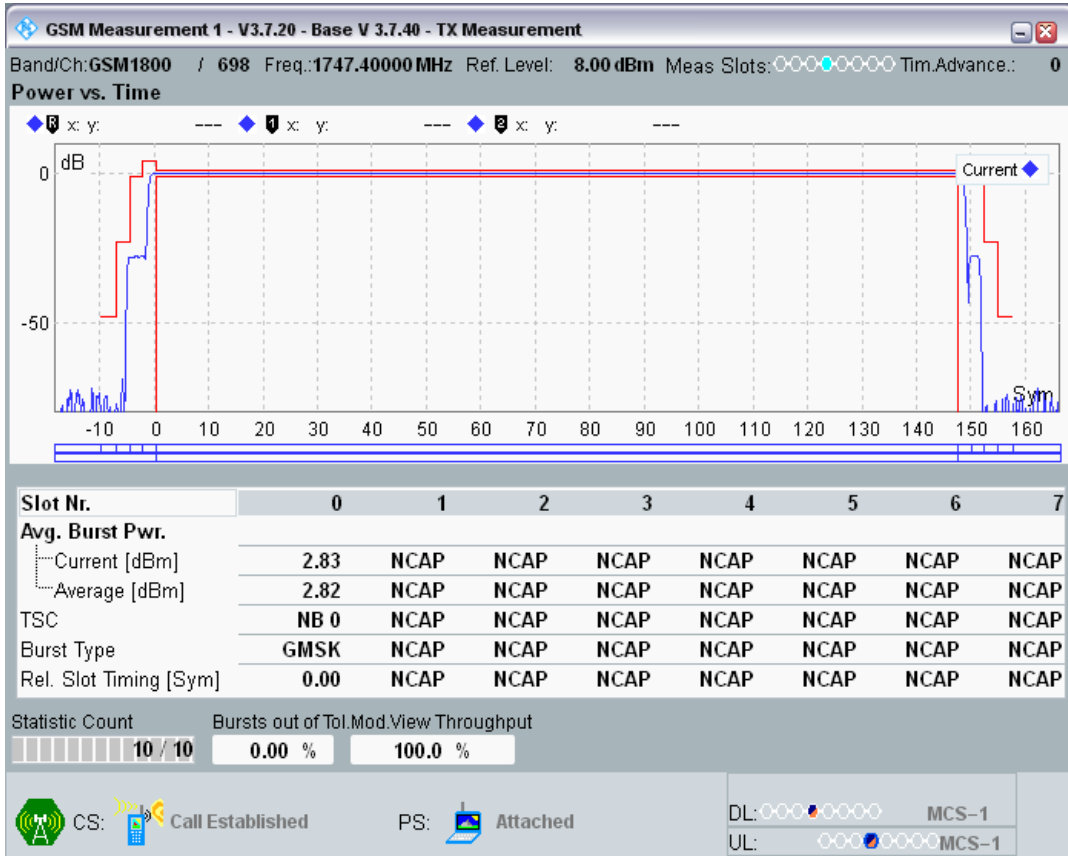 GSM Measurement 1 - V3.7.20 - Base V 3.7.40 - TX Measurement
Band/Ch:GSM1800 / 698 Freq.:1747.40000 MHz Ref. Level: 8.00 dBm Meas Slots: Tim.Advance.: 0
Power vs. Time
R x: y: --- 1 x: y: --- 2 x: y: ---
dB
Current
0
-50
Sym
-10 0 10 20 30 40 50 60 70 80 90 100 110 120 130 140 150 160
Slot Nr. 0 1 2 3 4 5 6 7
Avg. Burst Pwr.
Current [dBm] 2.83 NCAP NCAP NCAP NCAP NCAP NCAP NCAP
Average [dBm] 2.82 NCAP NCAP NCAP NCAP NCAP NCAP NCAP
TSC NB 0 NCAP NCAP NCAP NCAP NCAP NCAP NCAP
Burst Type GMSK NCAP NCAP NCAP NCAP NCAP NCAP NCAP
Rel. Slot Timing [Sym] 0.00 NCAP NCAP NCAP NCAP NCAP NCAP NCAP
Statistic Count Bursts out of Tol.Mod.View Throughput
10 / 10 0.00 % 100.0 %
CS: Call Established PS: Attached
DL: MCS-1
UL: MCS-1